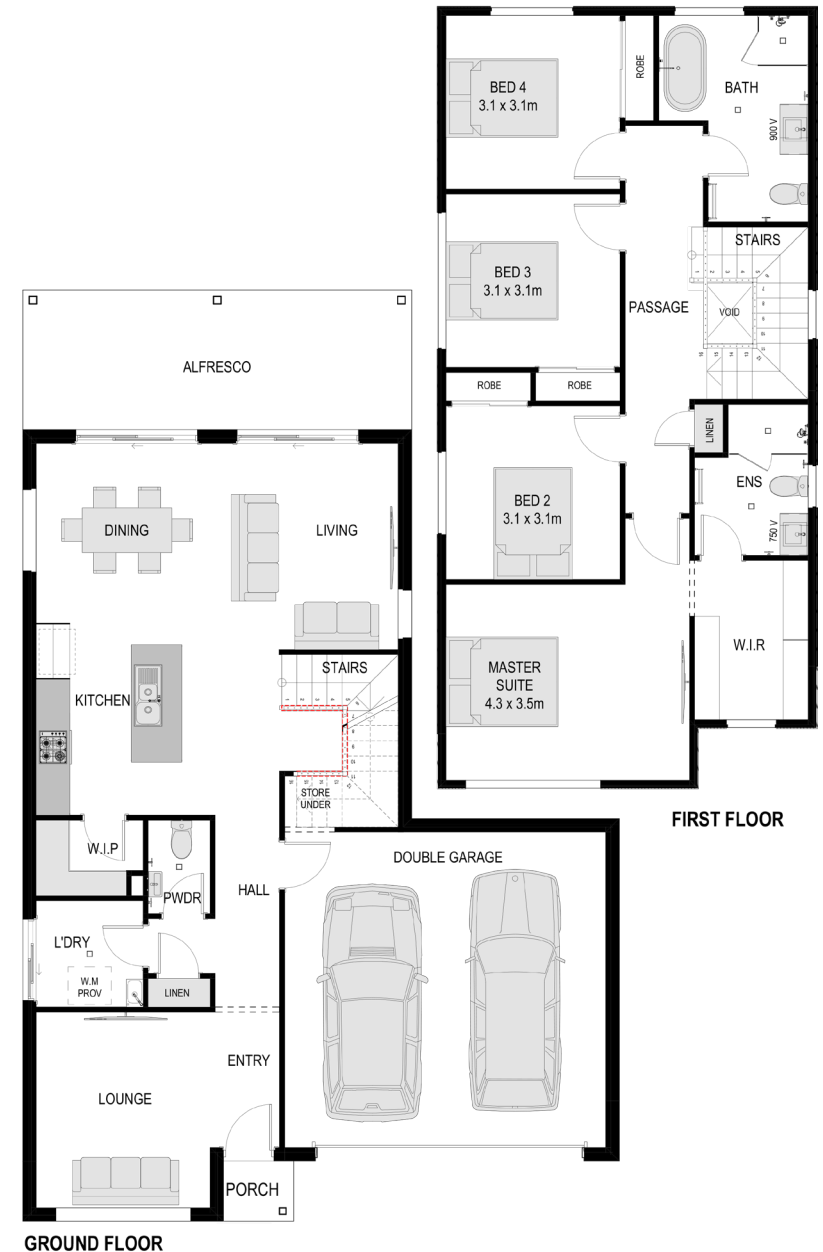 ALFRESCO
DINING
LIVING
KITCHEN
STAIRS
STORE
UNDER
W.I.P
PWDR
HALL
DOUBLE GARAGE
L'DRY
W.M
PROV
LINEN
ENTRY
LOUNGE
PORCH
GROUND FLOOR
BED 4
3.1 x 3.1m
ROBE
BATH
900 V
BED 3
3.1 x 3.1m
STAIRS
PASSAGE
VOID
ROBE
ROBE
LINEN
BED 2
3.1 x 3.1m
ENS
750 V
MASTER
SUITE
4.3 x 3.5m
W.I.R
FIRST FLOOR